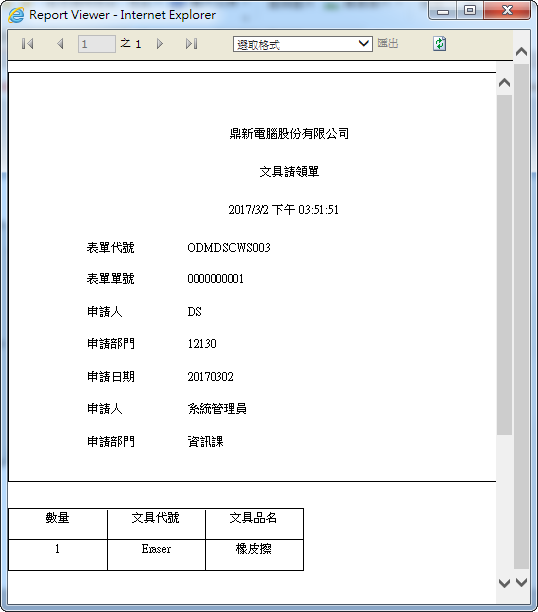 Report Viewer - Internet Explorer
1 之 1 選取格式 匯出
鼎新電腦股份有限公司
文具請領單
2017/3/2 下午 03:51:51
表單代號 ODMDSCWS003
表單單號 0000000001
申請人 DS
申請部門 12130
申請日期 20170302
申請人 系統管理員
申請部門 資訊課
數量 文具代號 文具品名
1 Eraser 橡皮擦